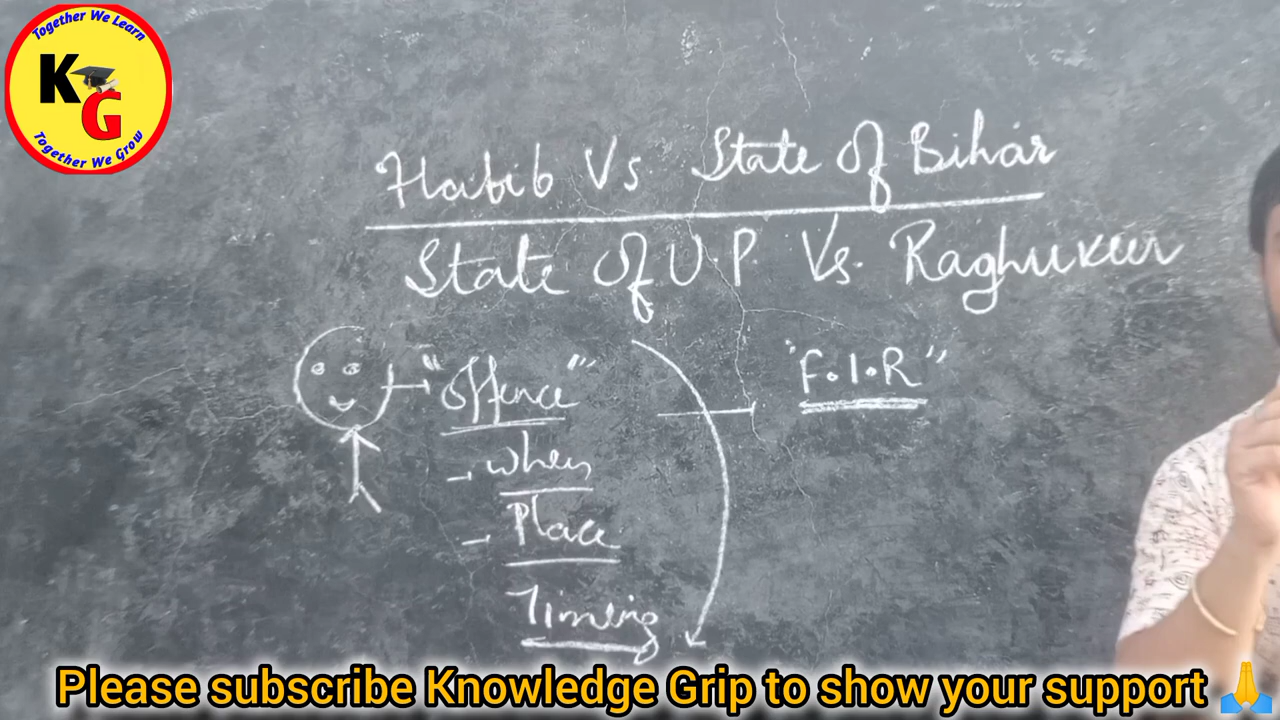 Together We Learn
KG
Together We Grow
Habib Vs. State Of Bihar
State Of U.P. Vs. Raghuveer
"Offence"
"F.I.R"
- When
- Place
Timing
Please subscribe Knowledge Grip to show your support 🙏